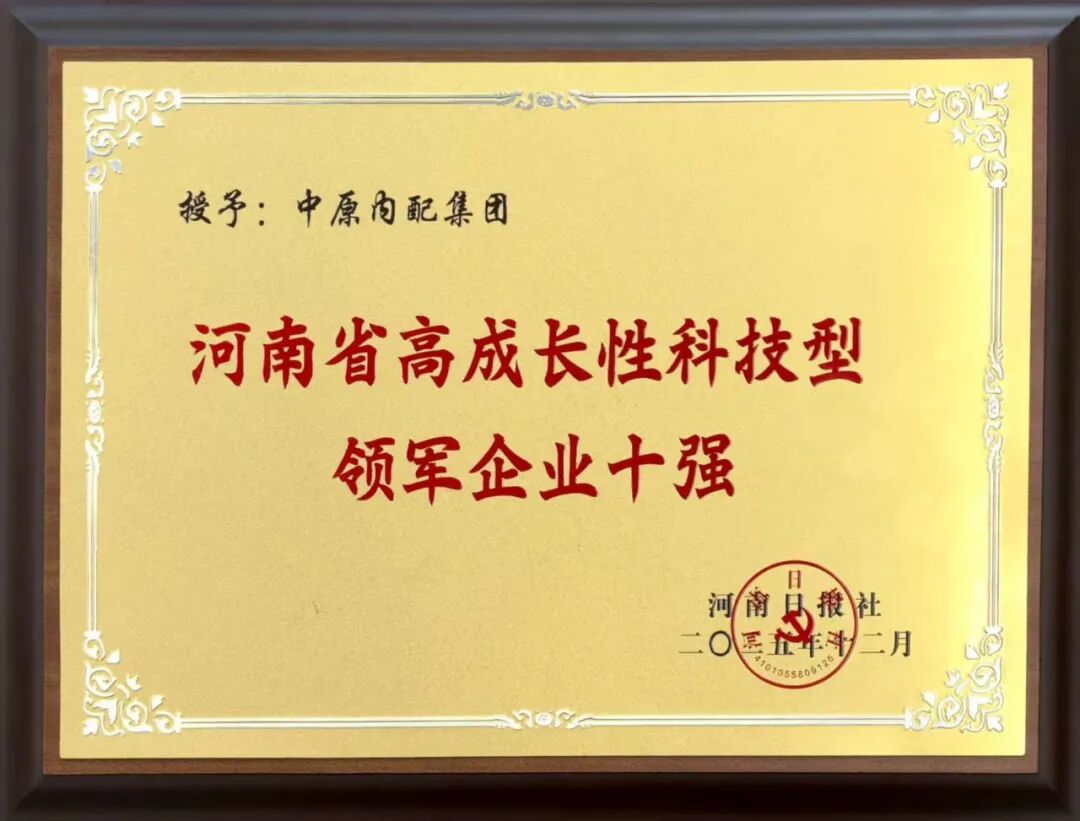 授予：中原内配集团
河南省高成长性科技型
领军企业十强
河南日报社
二〇二五年十二月
4101055809126